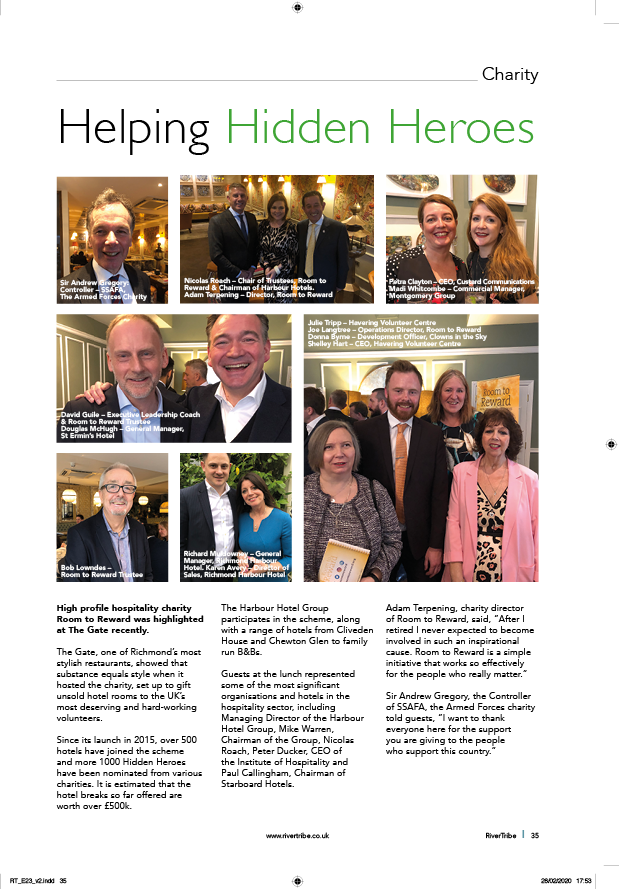 Charity
Helping Hidden Heroes
Sir Andrew Gregory:
Controller – SSAFA,
The Armed Forces Charity
Nicolas Roach – Chair of Trustees, Room to
Reward & Chairman of Harbour Hotels.
Adam Terpening – Director, Room to Reward
Petra Clayton – CEO, Custard Communications
Madi Whitcombe – Commercial Manager,
Montgomery Group
David Guile – Executive Leadership Coach
& Room to Reward Trustee
Douglas McHugh – General Manager,
St Ermin's Hotel
Julie Tripp – Havering Volunteer Centre
Joe Langtree – Operations Director, Room to Reward
Donna Byrne – Development Officer, Clowns in the Sky
Shelley Hart – CEO, Havering Volunteer Centre
Room to
Reward
Bob Lowndes –
Room to Reward Trustee
Richard Muldowney – General
Manager, Richmond Harbour
Hotel. Karen Avery – Director of
Sales, Richmond Harbour Hotel
High profile hospitality charity
Room to Reward was highlighted
at The Gate recently.
The Gate, one of Richmond's most
stylish restaurants, showed that
substance equals style when it
hosted the charity, set up to gift
unsold hotel rooms to the UK's
most deserving and hard-working
volunteers.
Since its launch in 2015, over 500
hotels have joined the scheme
and more 1000 Hidden Heroes
have been nominated from various
charities. It is estimated that the
hotel breaks so far offered are
worth over £500k.
The Harbour Hotel Group
participates in the scheme, along
with a range of hotels from Cliveden
House and Chewton Glen to family
run B&Bs.
Guests at the lunch represented
some of the most significant
organisations and hotels in the
hospitality sector, including
Managing Director of the Harbour
Hotel Group, Mike Warren,
Chairman of the Group, Nicolas
Roach, Peter Ducker, CEO of
the Institute of Hospitality and
Paul Callingham, Chairman of
Starboard Hotels.
Adam Terpening, charity director
of Room to Reward, said, "After I
retired I never expected to become
involved in such an inspirational
cause. Room to Reward is a simple
initiative that works so effectively
for the people who really matter."
Sir Andrew Gregory, the Controller
of SSAFA, the Armed Forces charity
told guests, "I want to thank
everyone here for the support
you are giving to the people
who support this country."
www.rivertribe.co.uk
RiverTribe | 35
RT_E23_v2.indd 35
28/02/2020 17:53